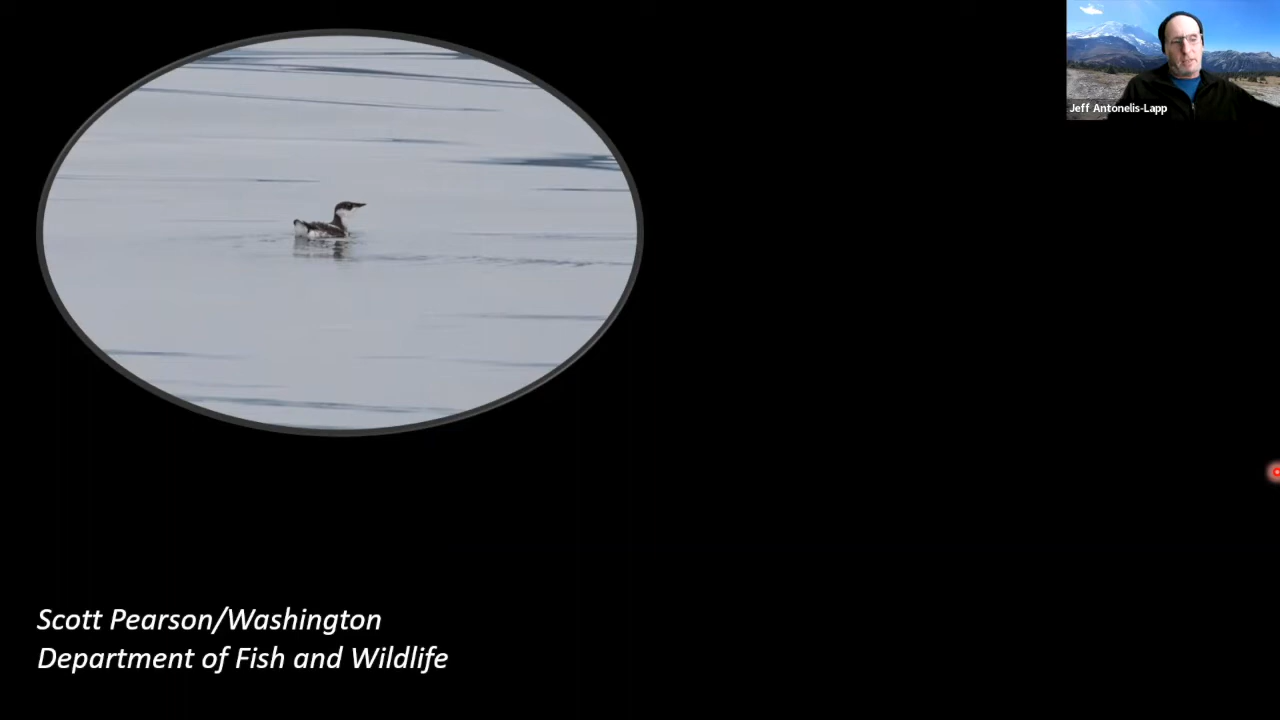 Jeff Antonelis-Lapp
Scott Pearson/Washington
Department of Fish and Wildlife